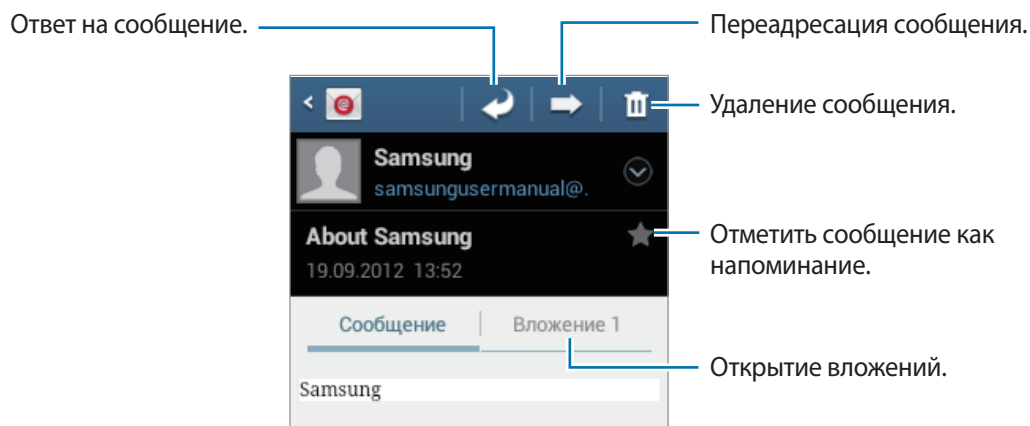 Ответ на сообщение.
Переадресация сообщения.
Удаление сообщения.
Samsung
samsungusermanual@.
About Samsung
19.09.2012 13:52
Отметить сообщение как
напоминание.
Сообщение
Вложение 1
Открытие вложений.
Samsung